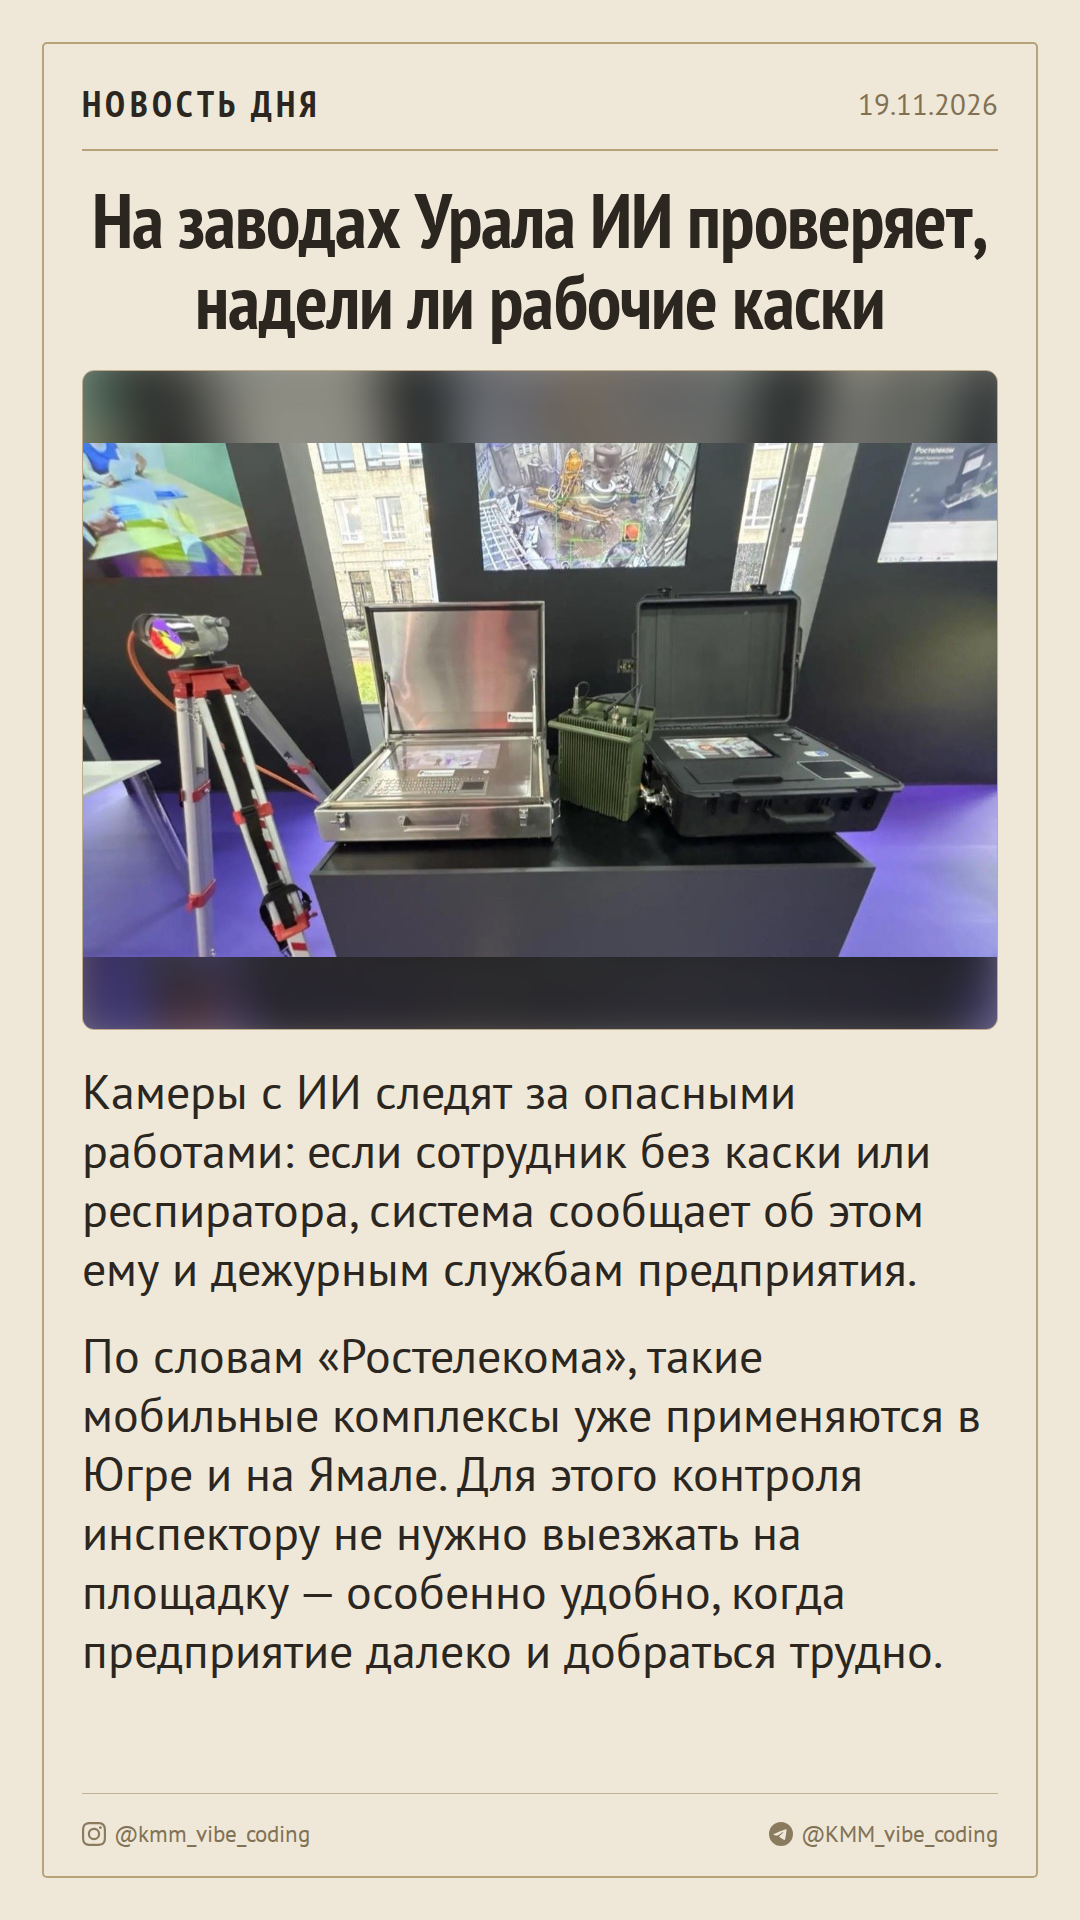 НОВОСТЬ ДНЯ
19.11.2026
На заводах Урала ИИ проверяет,
надели ли рабочие каски
Ростелеком
Камеры с ИИ следят за опасными
работами: если сотрудник без каски или
респиратора, система сообщает об этом
ему и дежурным службам предприятия.
По словам «Ростелекома», такие
мобильные комплексы уже применяются в
Югре и на Ямале. Для этого контроля
инспектору не нужно выезжать на
площадку — особенно удобно, когда
предприятие далеко и добраться трудно.
@kmm_vibe_coding
@KMM_vibe_coding